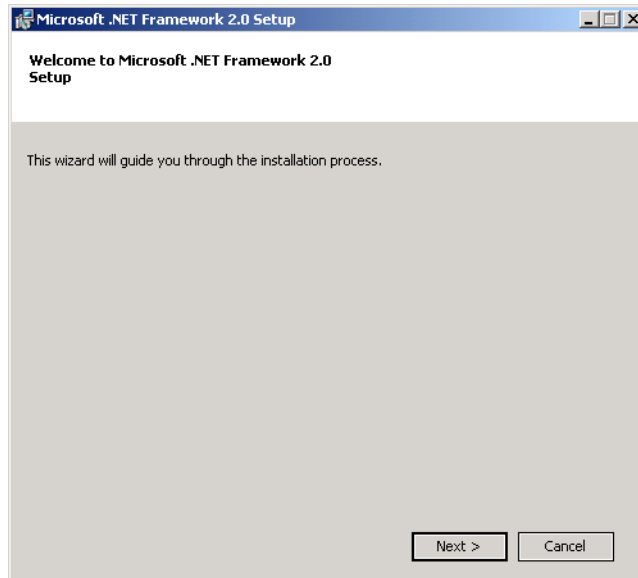 Microsoft .NET Framework 2.0 Setup
Welcome to Microsoft .NET Framework 2.0
Setup
This wizard will guide you through the installation process.
Next >
Cancel